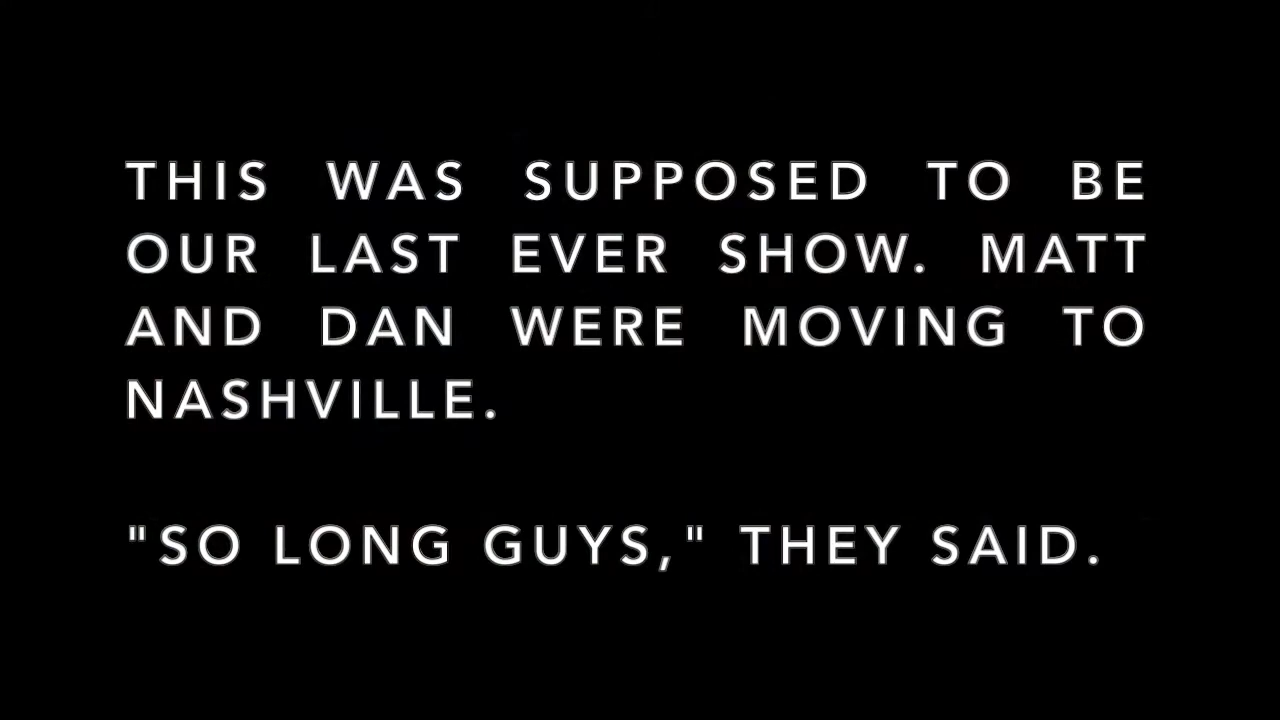 THIS WAS SUPPOSED TO BE
OUR LAST EVER SHOW. MATT
AND DAN WERE MOVING TO
NASHVILLE.
"SO LONG GUYS," THEY SAID.